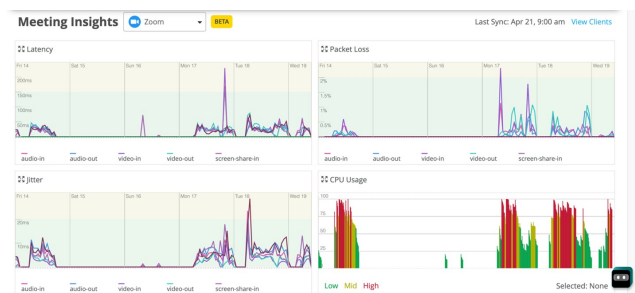 Meeting Insights Zoom BETA Last Sync: Apr 21, 9:00 am View Clients
Latency
Fri 14 Sat 15 Sun 16 Mon 17 Tue 18 Wed 19
200ms
150ms
100ms
50ms
audio-in audio-out video-in video-out screen-share-in
Packet Loss
Fri 14 Sat 15 Sun 16 Mon 17 Tue 18 Wed 19
2%
1.5%
1%
0.5%
audio-in audio-out video-in video-out screen-share-in
Jitter
Fri 14 Sat 15 Sun 16 Mon 17 Tue 18 Wed 19
20ms
10ms
audio-in audio-out video-in video-out screen-share-in
CPU Usage
100
75
50
25
Low Mid High Selected: None